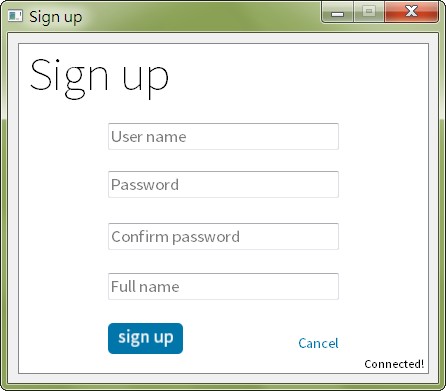 Sign up
Sign up
User name
Password
Confirm password
Full name
sign up
Cancel
Connected!